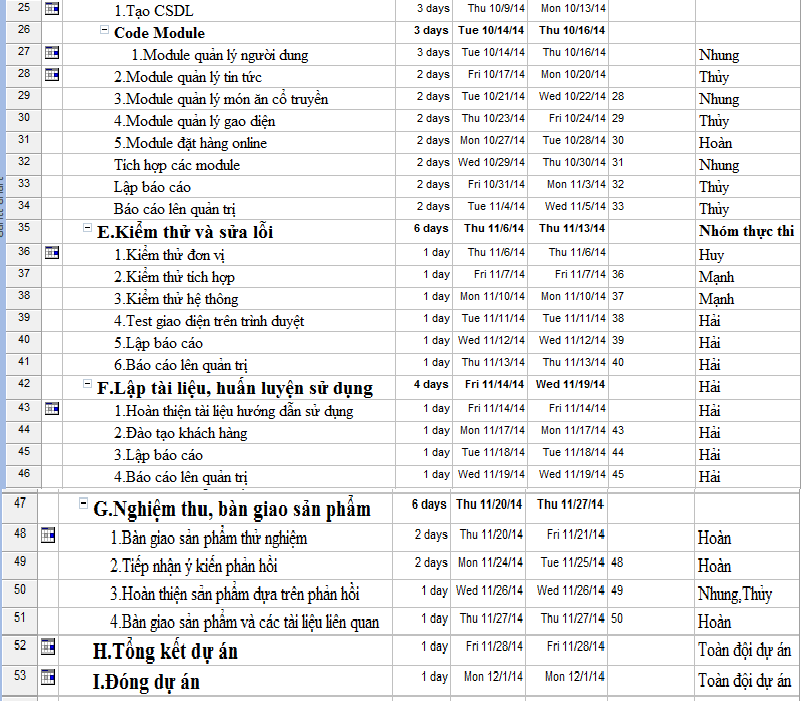 25 1.Tạo CSDL 3 days Thu 10/9/14 Mon 10/13/14
26 Code Module 3 days Tue 10/14/14 Thu 10/16/14
27 1.Module quản lý người dung 3 days Tue 10/14/14 Thu 10/16/14 Nhung
28 2.Module quản lý tin tức 2 days Fri 10/17/14 Mon 10/20/14 Thủy
29 3.Module quản lý món ăn cổ truyền 2 days Tue 10/21/14 Wed 10/22/14 28 Nhung
30 4.Module quản lý gao diện 2 days Thu 10/23/14 Fri 10/24/14 29 Thủy
31 5.Module đặt hàng online 2 days Mon 10/27/14 Tue 10/28/14 30 Hoàn
32 Tích hợp các module 2 days Wed 10/29/14 Thu 10/30/14 31 Nhung
33 Lập báo cáo 2 days Fri 10/31/14 Mon 11/3/14 32 Thủy
34 Báo cáo lên quản trị 2 days Tue 11/4/14 Wed 11/5/14 33 Thủy
35 E.Kiểm thử và sửa lỗi 6 days Thu 11/6/14 Thu 11/13/14 Nhóm thực thi
36 1.Kiểm thử đơn vị 1 day Thu 11/6/14 Thu 11/6/14 Huy
37 2.Kiểm thử tích hợp 1 day Fri 11/7/14 Fri 11/7/14 36 Mạnh
38 3.Kiểm thử hệ thông 1 day Mon 11/10/14 Mon 11/10/14 37 Mạnh
39 4.Test giao diện trên trình duyệt 1 day Tue 11/11/14 Tue 11/11/14 38 Hải
40 5.Lập báo cáo 1 day Wed 11/12/14 Wed 11/12/14 39 Hải
41 6.Báo cáo lên quản trị 1 day Thu 11/13/14 Thu 11/13/14 40 Hải
42 F.Lập tài liệu, huấn luyện sử dụng 4 days Fri 11/14/14 Wed 11/19/14 Hải
43 1.Hoàn thiện tài liệu hướng dẫn sử dụng 1 day Fri 11/14/14 Fri 11/14/14 Hải
44 2.Đào tạo khách hàng 1 day Mon 11/17/14 Mon 11/17/14 43 Hải
45 3.Lập báo cáo 1 day Tue 11/18/14 Tue 11/18/14 44 Hải
46 4.Báo cáo lên quản trị 1 day Wed 11/19/14 Wed 11/19/14 45 Hải
47 G.Nghiệm thu, bàn giao sản phẩm 6 days Thu 11/20/14 Thu 11/27/14
48 1.Bàn giao sản phẩm thử nghiệm 2 days Thu 11/20/14 Fri 11/21/14 Hoàn
49 2.Tiếp nhận ý kiến phản hồi 2 days Mon 11/24/14 Tue 11/25/14 48 Hoàn
50 3.Hoàn thiện sản phẩm dựa trên phản hồi 1 day Wed 11/26/14 Wed 11/26/14 49 Nhung,Thủy
51 4.Bàn giao sản phẩm và các tài liệu liên quan 1 day Thu 11/27/14 Thu 11/27/14 50 Hoàn
52 H.Tổng kết dự án 1 day Fri 11/28/14 Fri 11/28/14 Toàn đội dự án
53 I.Đóng dự án 1 day Mon 12/1/14 Mon 12/1/14 Toàn đội dự án